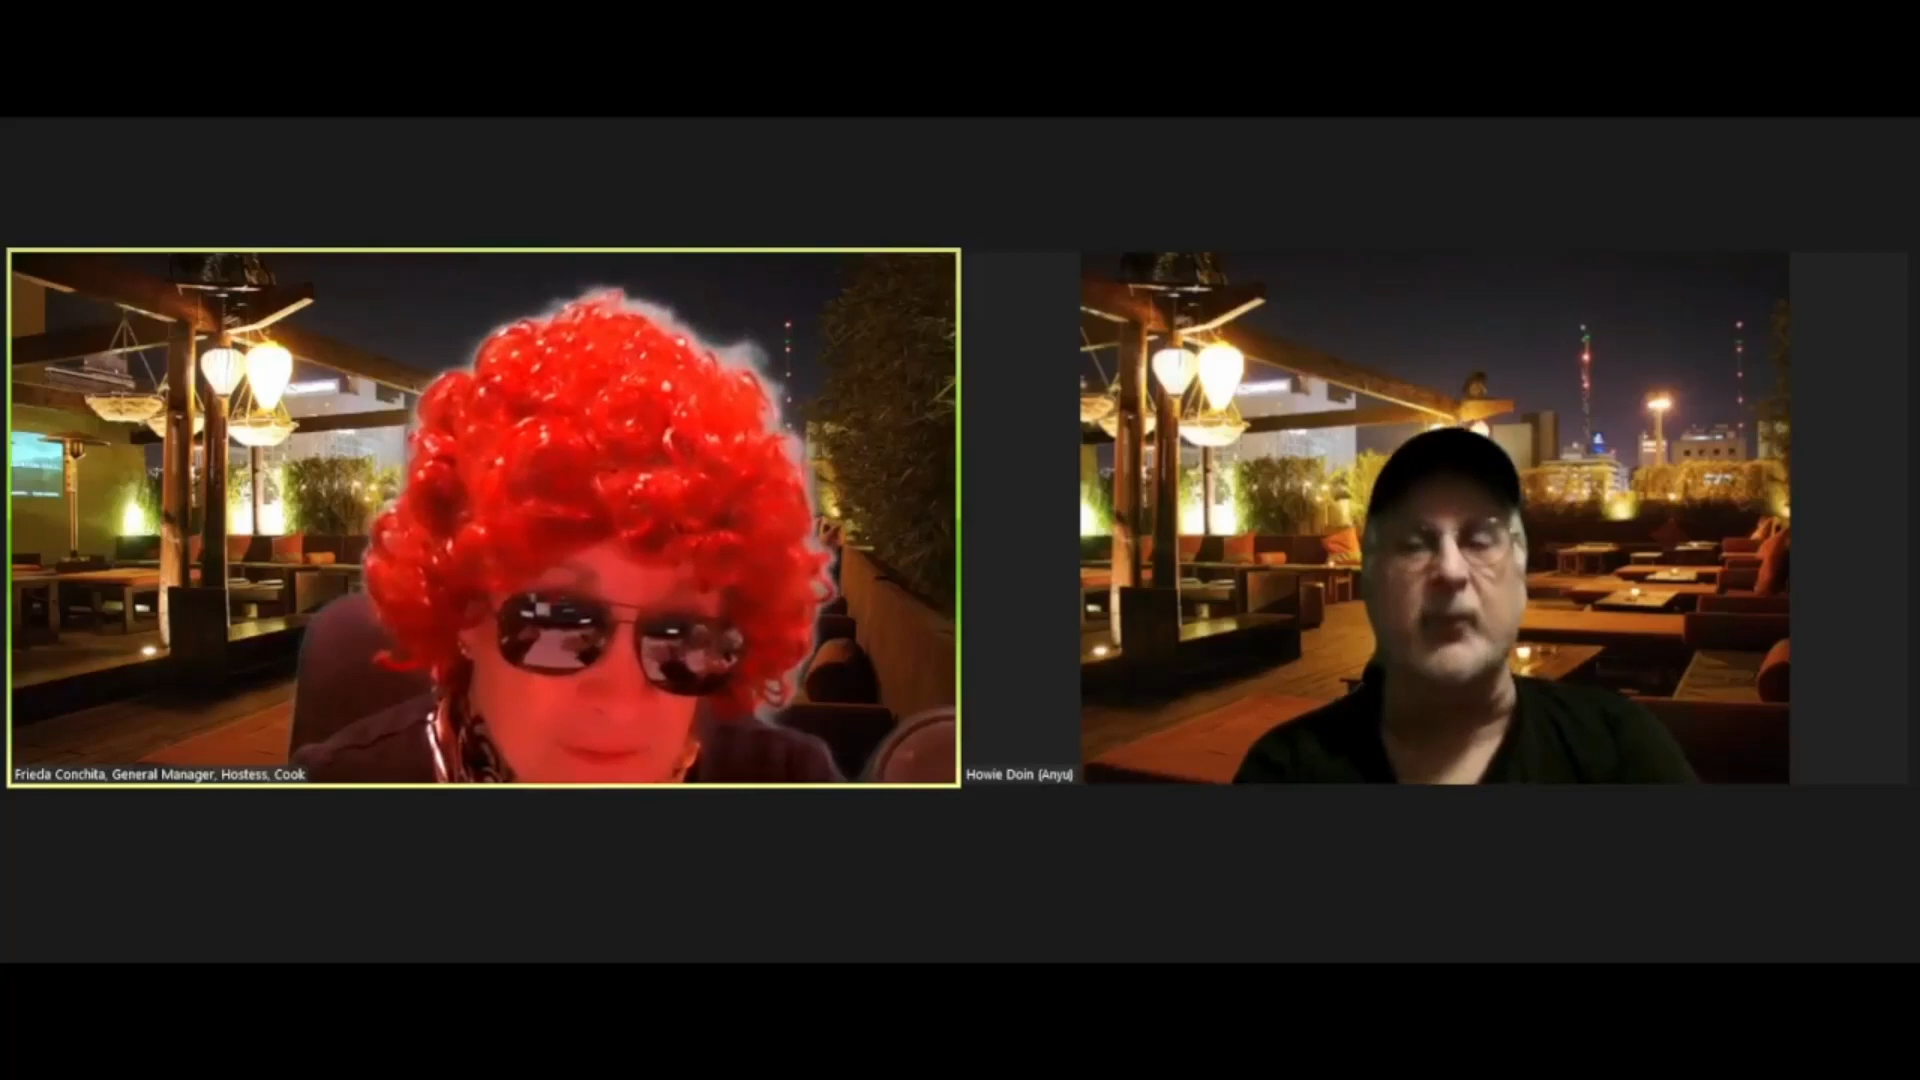 Frieda Conchita, General Manager, Hostess, Cook
Howie Doin (Anyu)